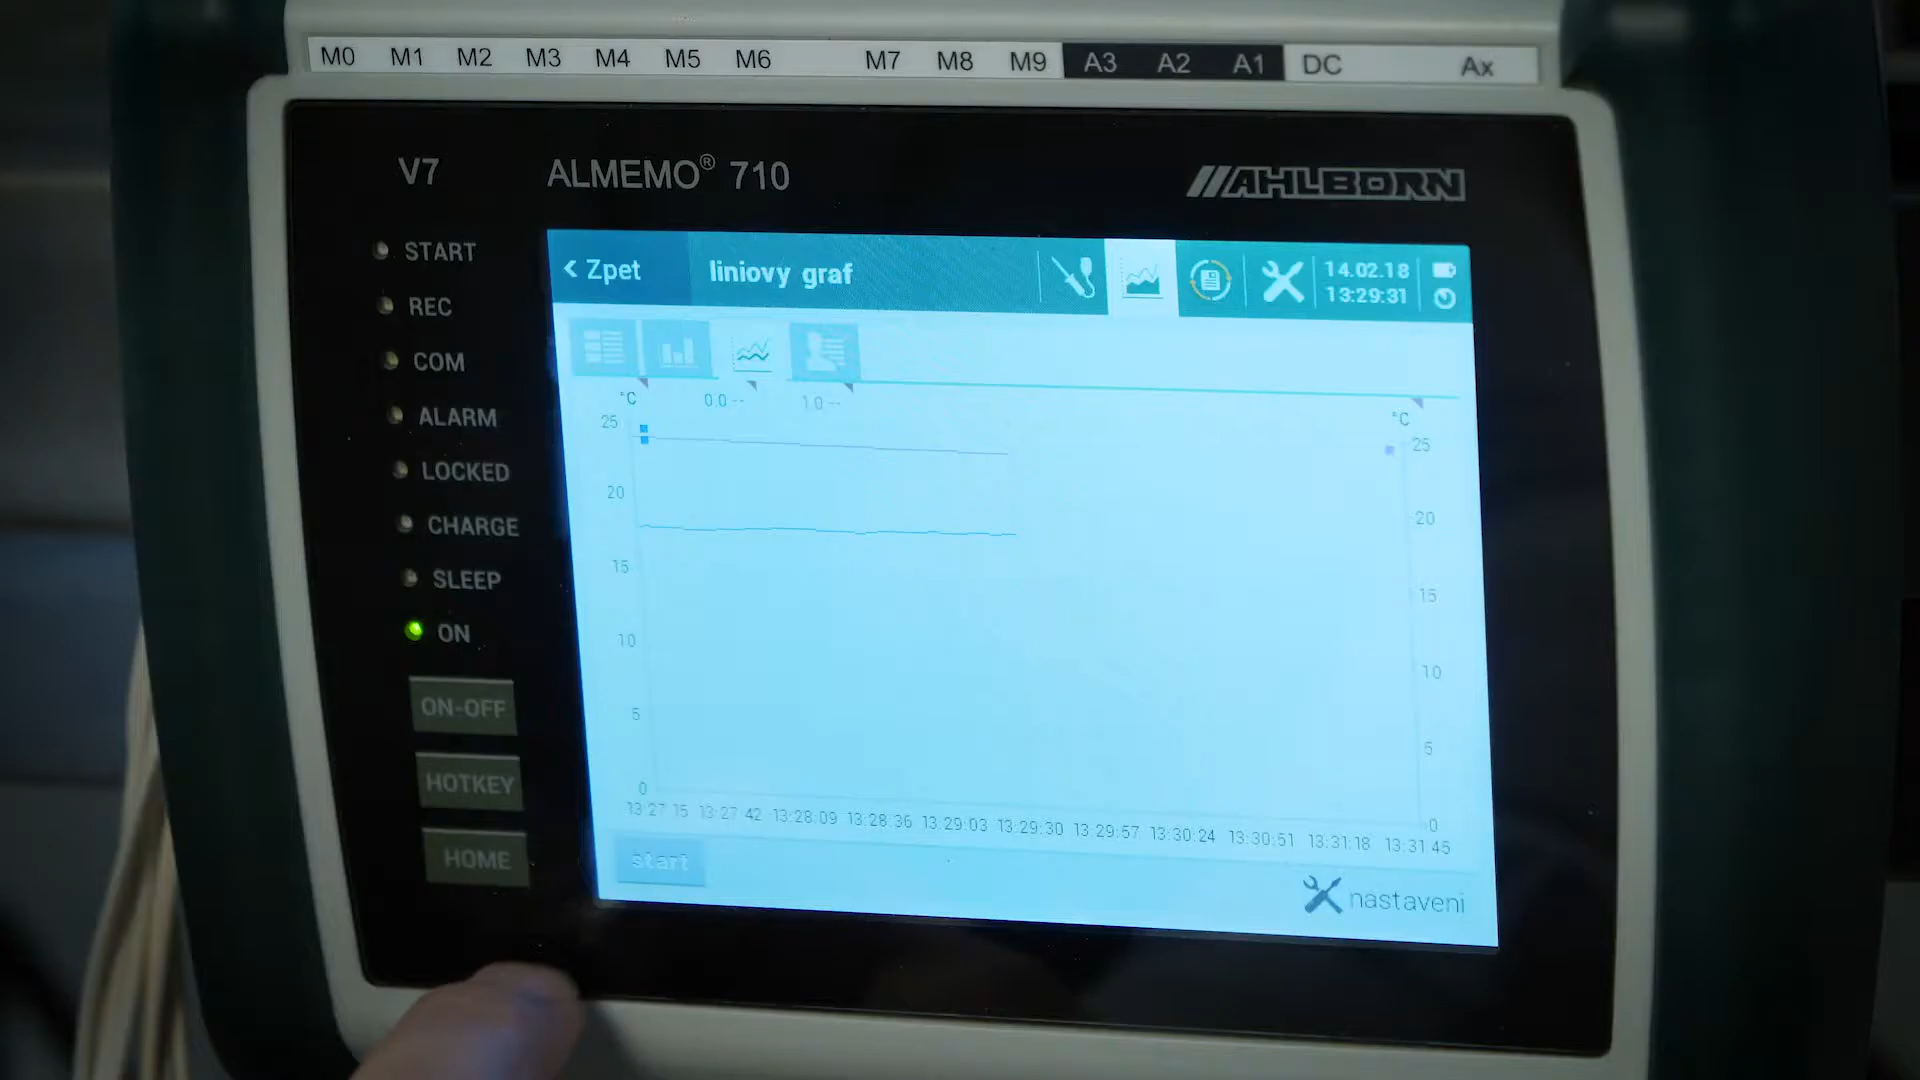 M0 M1 M2 M3 M4 M5 M6 M7 M8 M9 A3 A2 A1 DC Ax
V7 ALMEMO® 710 AHLBORN
START
REC
COM
ALARM
LOCKED
CHARGE
SLEEP
ON
ON-OFF
HOTKEY
HOME
< Zpet liniovy graf 14.02.18
13:29:31
°C 0.0 -- 1.0 -- °C
25 25
20 20
15 15
10 10
5 5
0 0
13:27:15 13:27:42 13:28:09 13:28:36 13:29:03 13:29:30 13:29:57 13:30:24 13:30:51 13:31:18 13:31:45
start
nastaveni